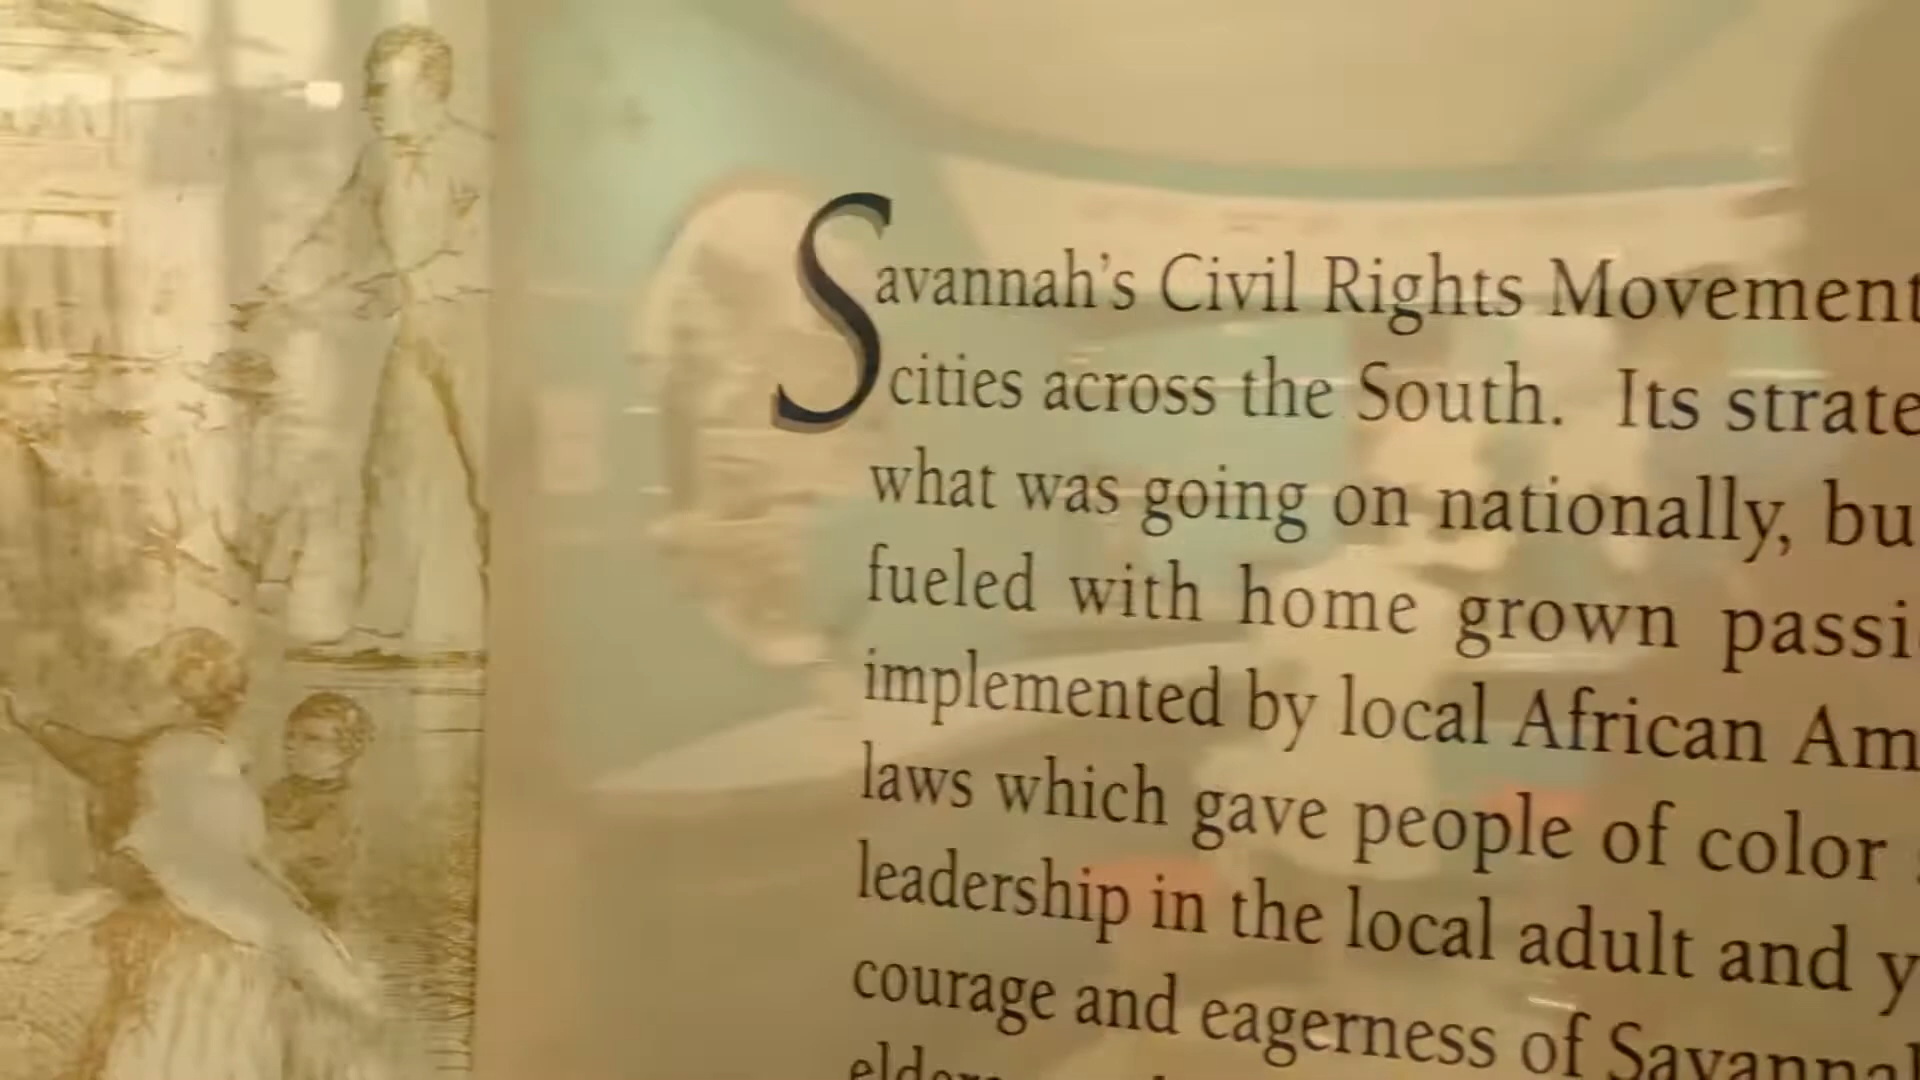 Savannah's Civil Rights Movement
cities across the South. Its strate
what was going on nationally, bu
fueled with home grown passi
implemented by local African Am
laws which gave people of color
leadership in the local adult and y
courage and eagerness of Savannah